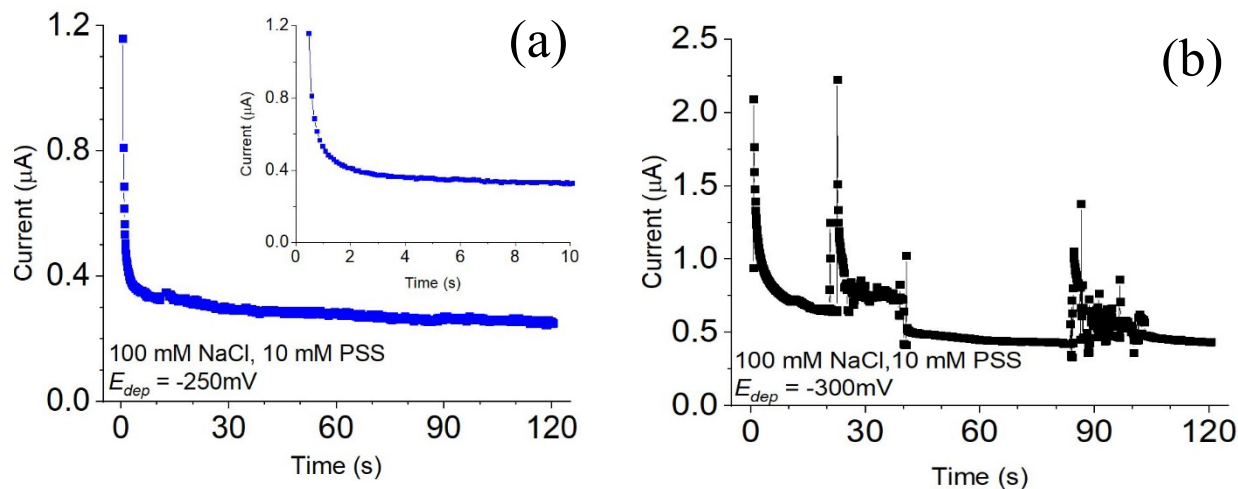 (a)
1.2
0.8
0.4
0.0
Current (μA)
0 30 60 90 120
Time (s)
100 mM NaCl, 10 mM PSS
E_dep = -250mV
1.2
0.8
0.4
0.0
Current (μA)
0 2 4 6 8 10
Time (s)
(b)
2.5
2.0
1.5
1.0
0.5
0.0
Current (μA)
100 mM NaCl,10 mM PSS
E_dep = -300mV
0 30 60 90 120
Time (s)